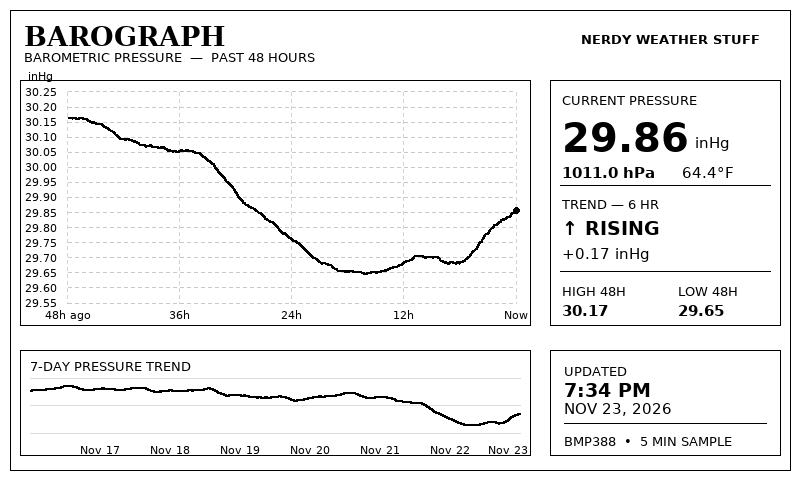 BAROGRAPH
BAROMETRIC PRESSURE — PAST 48 HOURS
NERDY WEATHER STUFF
inHg
30.25
30.20
30.15
30.10
30.05
30.00
29.95
29.90
29.85
29.80
29.75
29.70
29.65
29.60
29.55
48h ago 36h 24h 12h Now
CURRENT PRESSURE
29.86 inHg
1011.0 hPa 64.4°F
TREND — 6 HR
↑ RISING
+0.17 inHg
HIGH 48H LOW 48H
30.17 29.65
7-DAY PRESSURE TREND
Nov 17 Nov 18 Nov 19 Nov 20 Nov 21 Nov 22 Nov 23
UPDATED
7:34 PM
NOV 23, 2026
BMP388 • 5 MIN SAMPLE